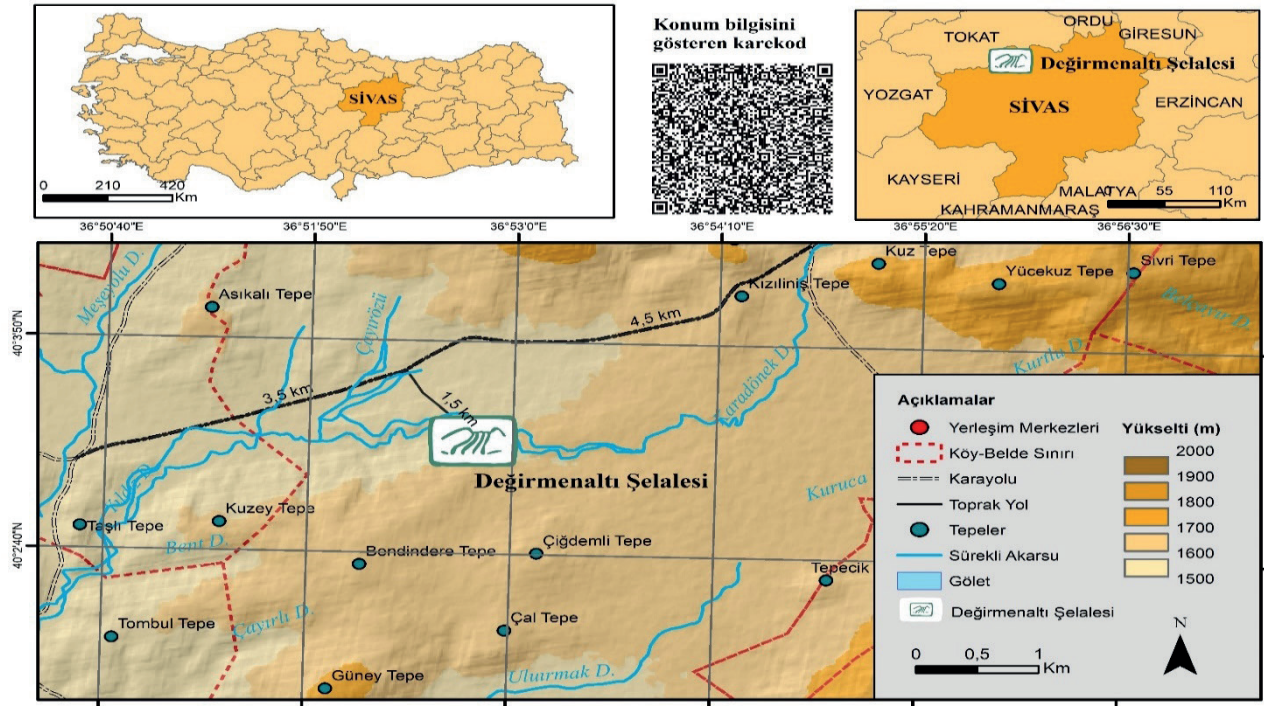 SİVAS
0 210 420
Km
Konum bilgisini
gösteren karekod
ORDU
TOKAT
GİRESUN
Değirmenaltı Şelalesi
YOZGAT
ERZİNCAN
SİVAS
KAYSERİ
MALATYA
KAHRAMANMARAŞ
0 55 110
Km
36°50'40"E 36°51'50"E 36°53'30"E 36°54'10"E 36°55'20"E 36°56'30"E
40°3'50"N
40°2'40"N
Meşeyolu D.
Asıkalı Tepe
Çayırözü
4,5 km
Kızıliniş Tepe
Kuz Tepe
Yücekuz Tepe
Sivri Tepe
Kurtlu D.
3,5 km
1,5 km
Karadönek D.
Değirmenaltı Şelalesi
Kuruca
Yıldız D.
Taşlı Tepe
Kuzey Tepe
Bent D.
Bendindere Tepe
Çiğdemli Tepe
Tepecik
Tombul Tepe
Çayırlı D.
Çal Tepe
Güney Tepe
Uluırmak D.
Açıklamalar
Yerleşim Merkezleri
Köy-Belde Sınırı
Karayolu
Toprak Yol
Tepeler
Sürekli Akarsu
Gölet
Değirmenaltı Şelalesi
0 0,5 1
Km
Yükselti (m)
2000
1900
1800
1700
1600
1500
N